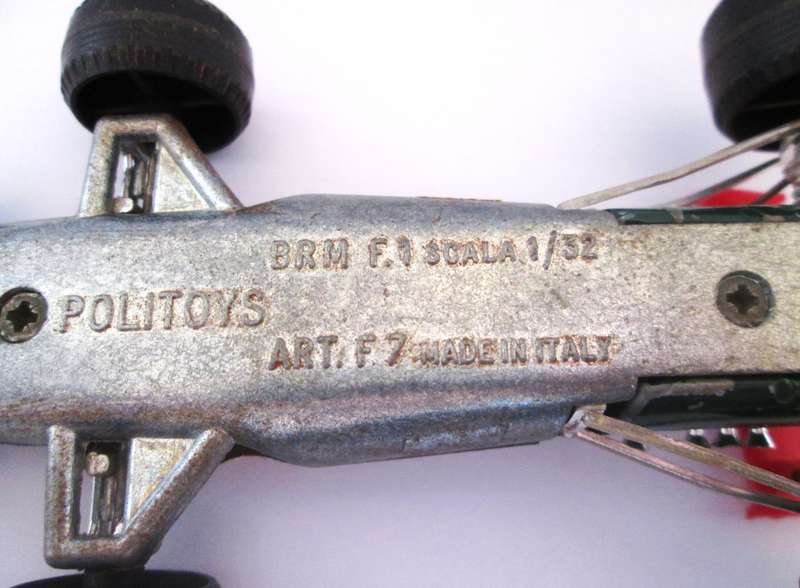 BRM F.1 SCALA 1/32
POLITOYS
ART. F 7 MADE IN ITALY